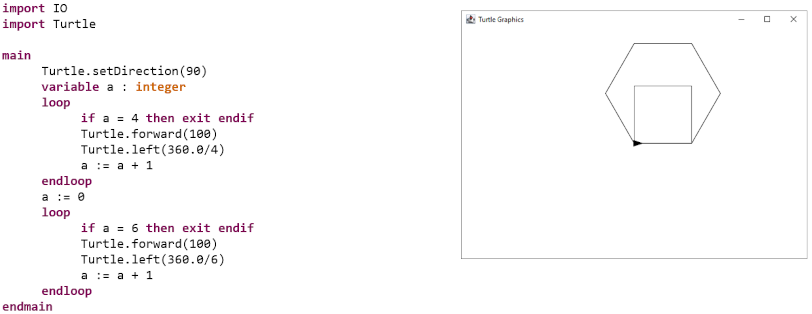 import IO
import Turtle
main
Turtle.setDirection(90)
variable a : integer
loop
if a = 4 then exit endif
Turtle.forward(100)
Turtle.left(360.0/4)
a := a + 1
endloop
a := 0
loop
if a = 6 then exit endif
Turtle.forward(100)
Turtle.left(360.0/6)
a := a + 1
endloop
endmain
Turtle Graphics